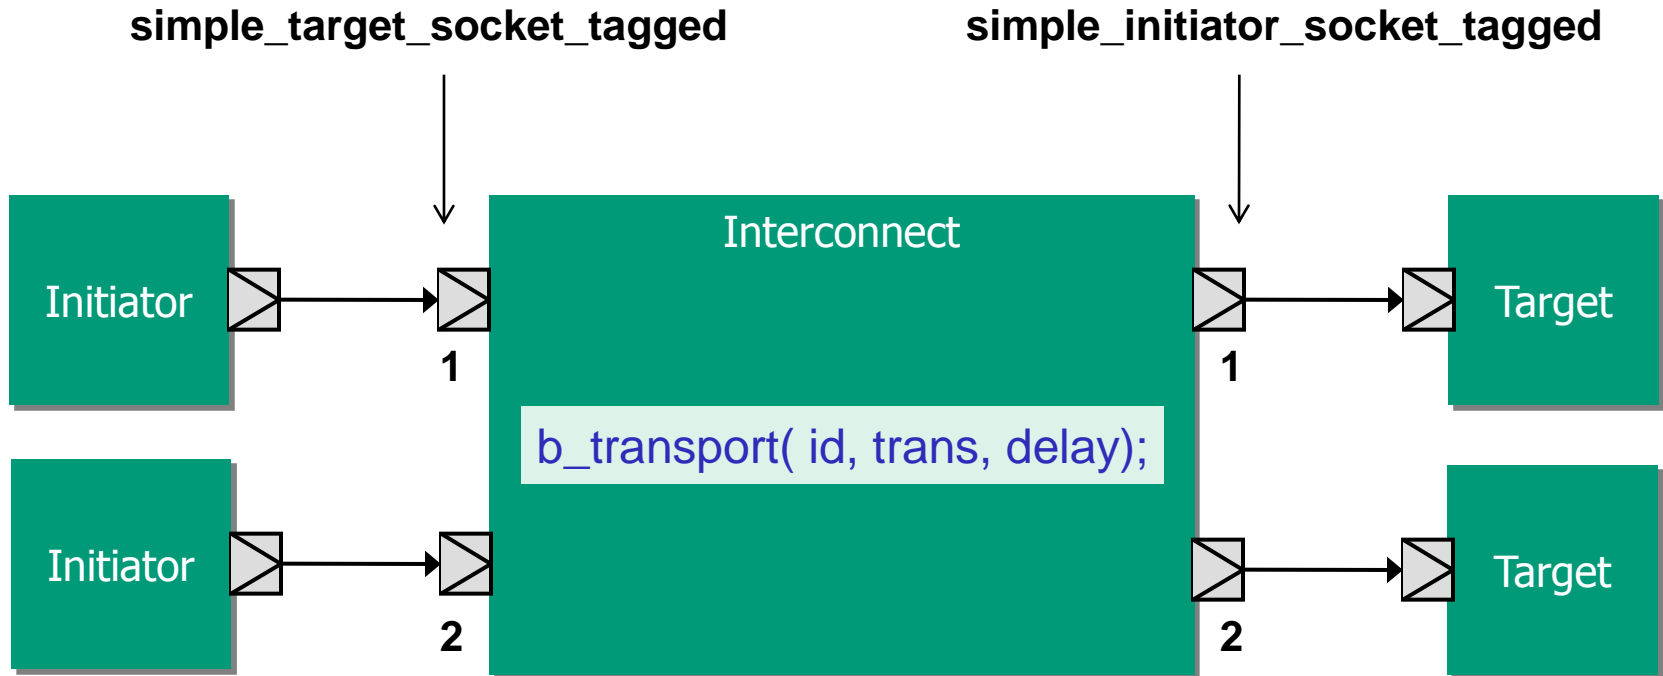 simple_target_socket_tagged
simple_initiator_socket_tagged
Interconnect
Initiator
Target
1
1
b_transport( id, trans, delay);
Initiator
Target
2
2